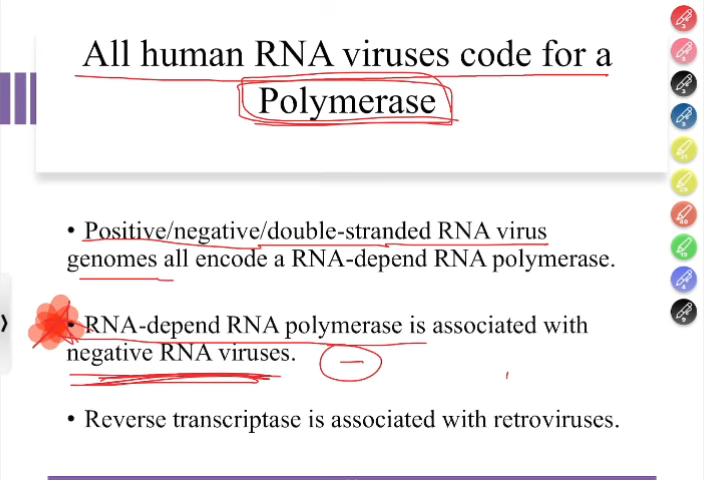 All human RNA viruses code for a
Polymerase
• Positive/negative/double-stranded RNA virus
genomes all encode a RNA-depend RNA polymerase.
• RNA-depend RNA polymerase is associated with
negative RNA viruses.
• Reverse transcriptase is associated with retroviruses.